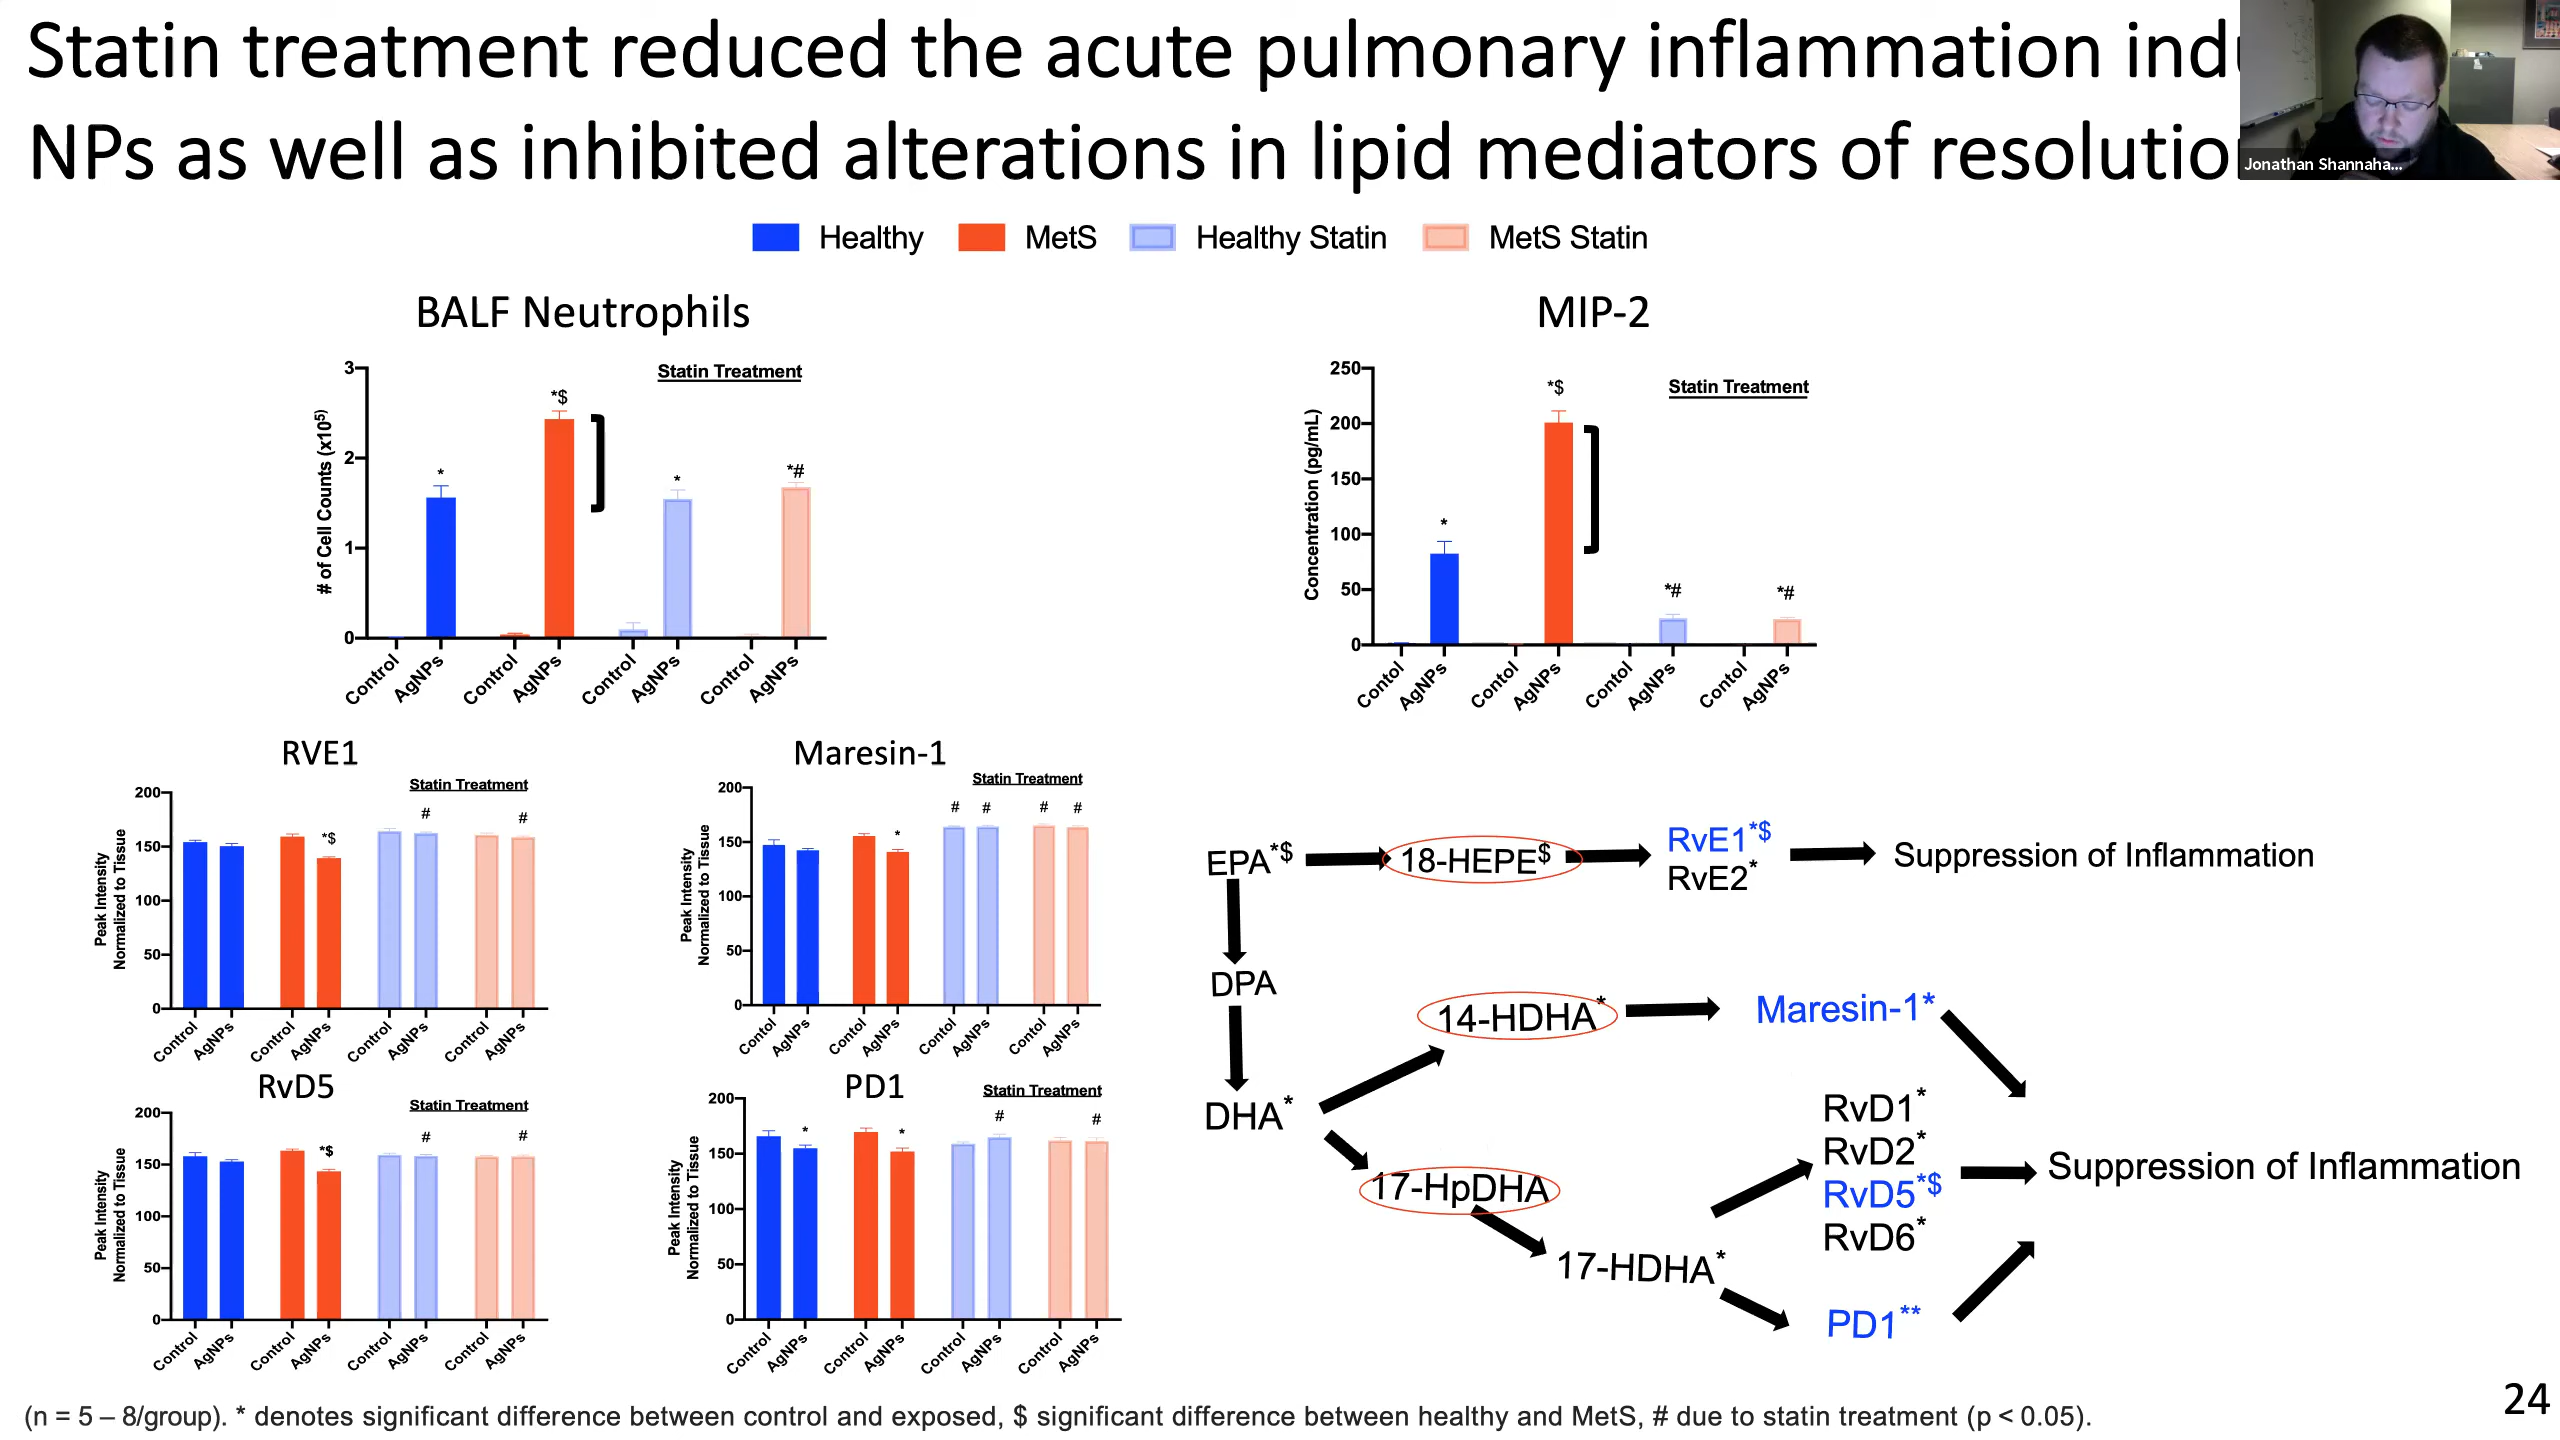 Statin treatment reduced the acute pulmonary inflammation
NPs as well as inhibited alterations in lipid mediators of
Jonathan Shannaha...
Healthy MetS Healthy Statin MetS Statin
BALF Neutrophils
Statin Treatment
# of Cell Counts (x10⁵)
3
2
1
0
*
*$
*
*#
Control AgNPs Control AgNPs Control AgNPs Control AgNPs
MIP-2
Statin Treatment
Concentration (pg/mL)
250
200
150
100
50
0
*
*$
*#
*#
Contol AgNPs Contol AgNPs Contol AgNPs Contol AgNPs
RVE1
Statin Treatment
Peak Intensity
Normalized to Tissue
200
150
100
50
0
*$
#
#
Control AgNPs Control AgNPs Control AgNPs Control AgNPs
Maresin-1
Statin Treatment
Peak Intensity
Normalized to Tissue
200
150
100
50
0
*
# # # #
Contol AgNPs Contol AgNPs Contol AgNPs Contol AgNPs
RvD5
Statin Treatment
Peak Intensity
Normalized to Tissue
200
150
100
50
0
*$
#
#
Control AgNPs Control AgNPs Control AgNPs Control AgNPs
PD1
Statin Treatment
Peak Intensity
Normalized to Tissue
200
150
100
50
0
*
*
#
#
Control AgNPs Control AgNPs Control AgNPs Control AgNPs
EPA*$ 18-HEPE$ RvE1*$
RvE2*
Suppression of Inflammation
DPA
14-HDHA* Maresin-1*
DHA*
RvD1*
RvD2*
RvD5*$
RvD6*
Suppression of Inflammation
17-HpDHA
17-HDHA*
PD1**
24
(n = 5 – 8/group). * denotes significant difference between control and exposed, $ significant difference between healthy and MetS, # due to statin treatment (p < 0.05).